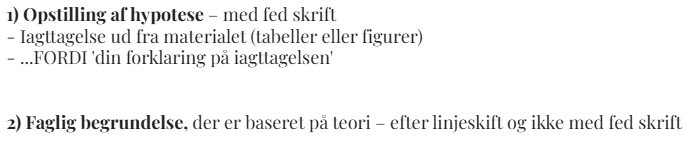 1) Opstilling af hypotese – med fed skrift
- Iagttagelse ud fra materialet (tabeller eller figurer)
- ...FORDI 'din forklaring på iagttagelsen'
2) Faglig begrundelse, der er baseret på teori – efter linjeskift og ikke med fed skrift